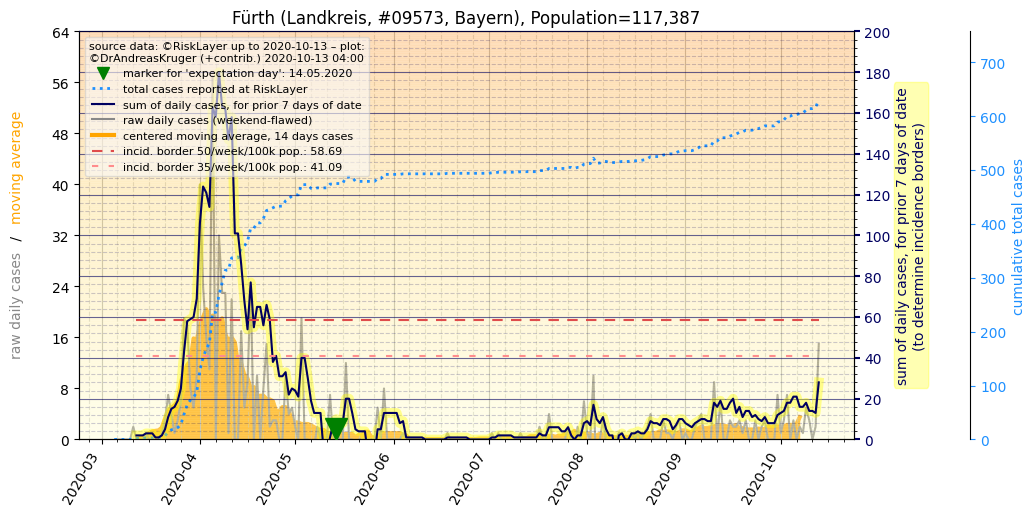 Fürth (Landkreis, #09573, Bayern), Population=117,387
source data: ©RiskLayer up to 2020-10-13 – plot:
©DrAndreasKruger (+contrib.) 2020-10-13 04:00
marker for 'expectation day': 14.05.2020
total cases reported at RiskLayer
sum of daily cases, for prior 7 days of date
raw daily cases (weekend-flawed)
centered moving average, 14 days cases
incid. border 50/week/100k pop.: 58.69
incid. border 35/week/100k pop.: 41.09
raw daily cases / moving average
64
56
48
40
32
24
16
8
0
2020-03
2020-04
2020-05
2020-06
2020-07
2020-08
2020-09
2020-10
200
180
160
140
120
100
80
60
40
20
0
sum of daily cases, for prior 7 days of date
(to determine incidence borders)
700
600
500
400
300
200
100
0
cumulative total cases